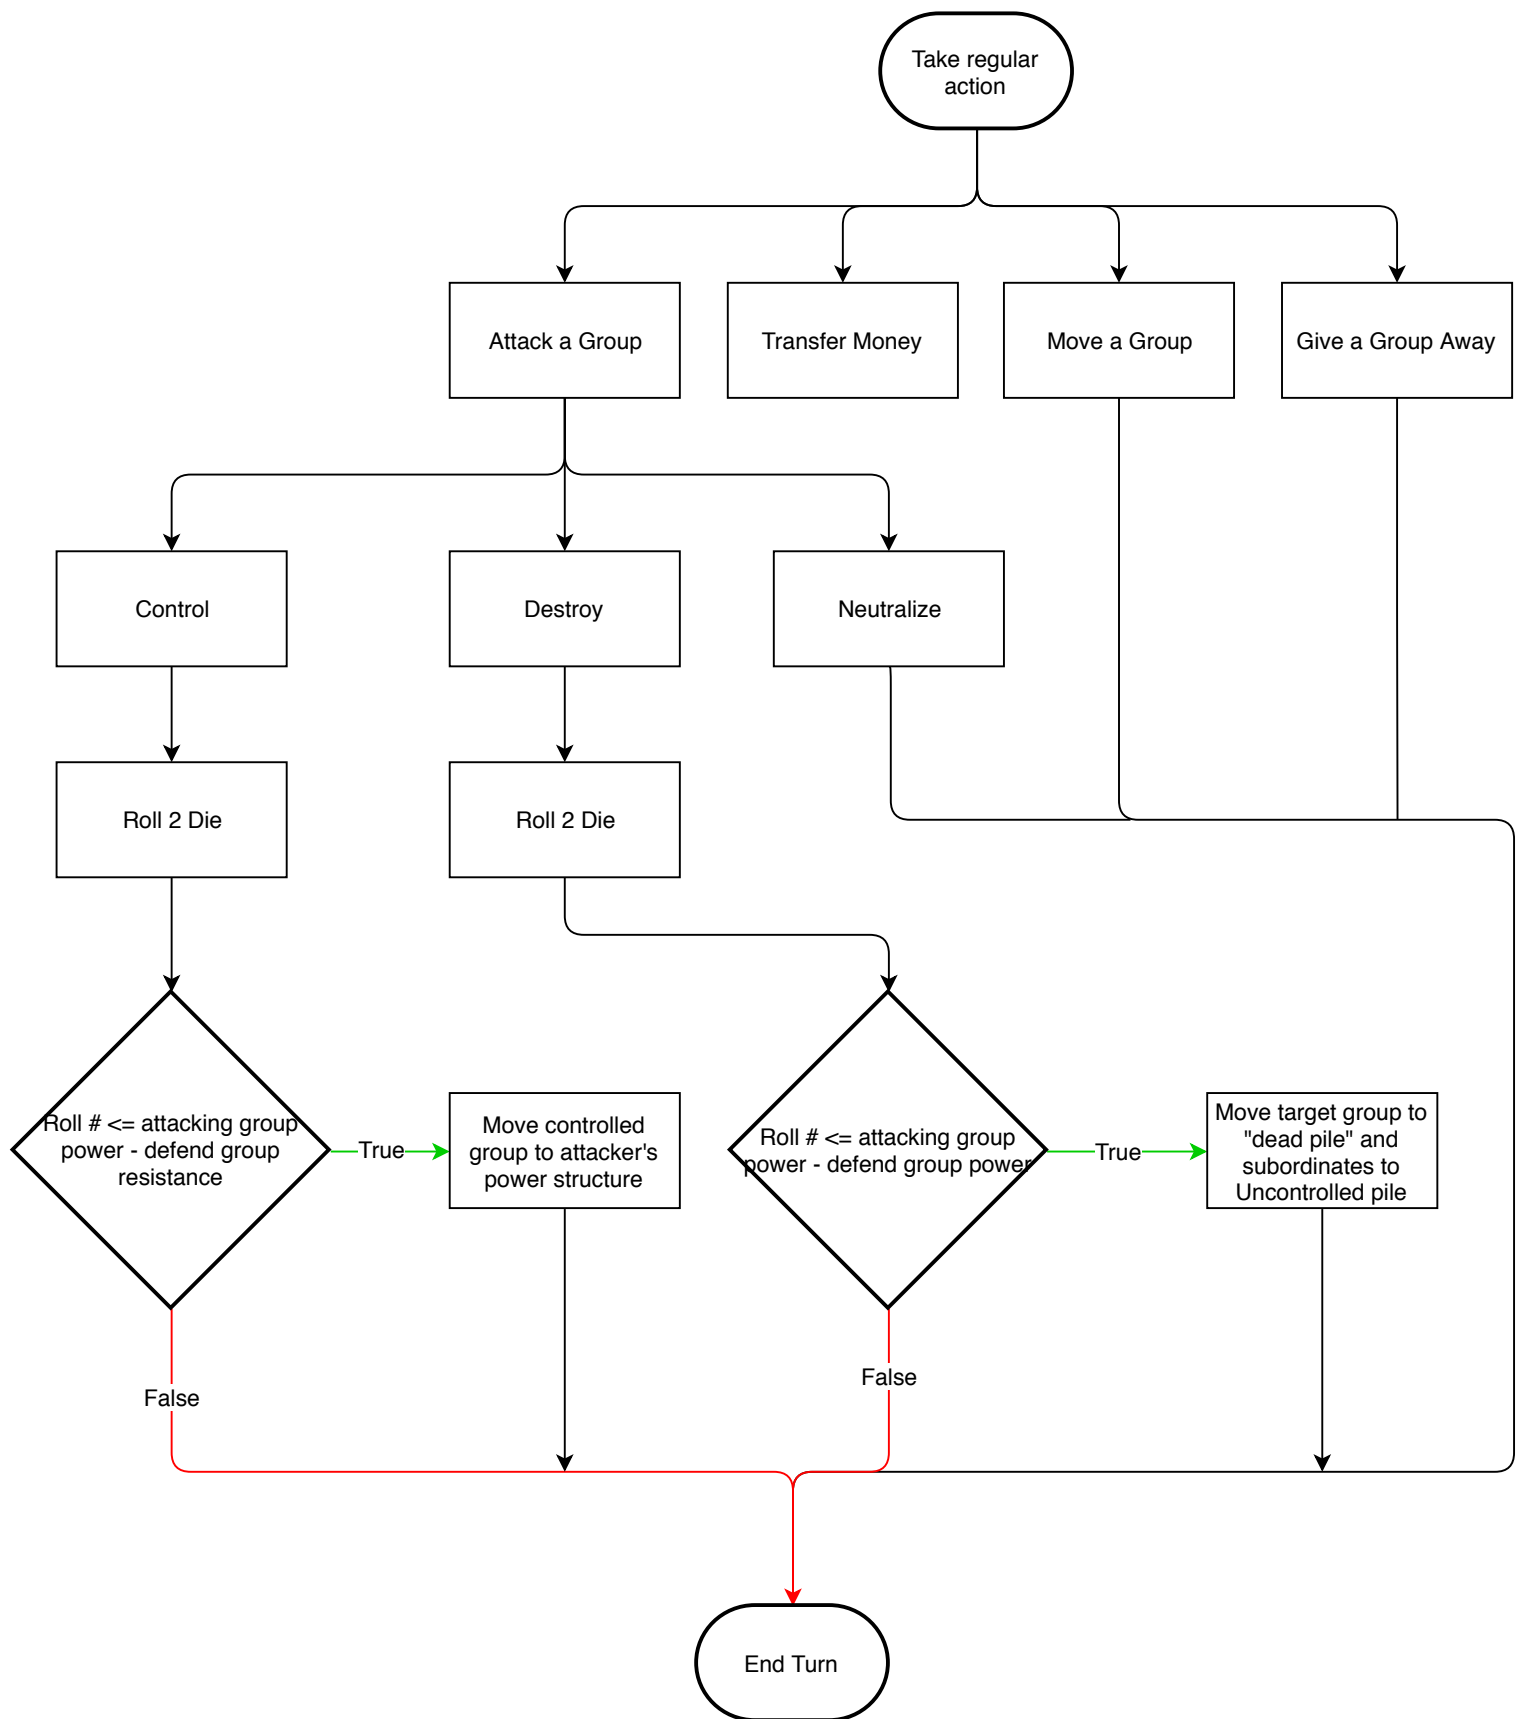 Take regular
action
Attack a Group
Transfer Money
Move a Group
Give a Group Away
Control
Destroy
Neutralize
Roll 2 Die
Roll 2 Die
Roll # <= attacking group
power - defend group
resistance
True
Move controlled
group to attacker's
power structure
Roll # <= attacking group
power - defend group power
True
Move target group to
"dead pile" and
subordinates to
Uncontrolled pile
False
False
End Turn